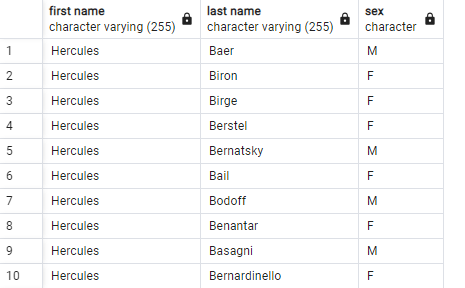 first name last name sex
character varying (255) character varying (255) character
1 Hercules Baer M
2 Hercules Biron F
3 Hercules Birge F
4 Hercules Berstel F
5 Hercules Bernatsky M
6 Hercules Bail F
7 Hercules Bodoff M
8 Hercules Benantar F
9 Hercules Basagni M
10 Hercules Bernardinello F